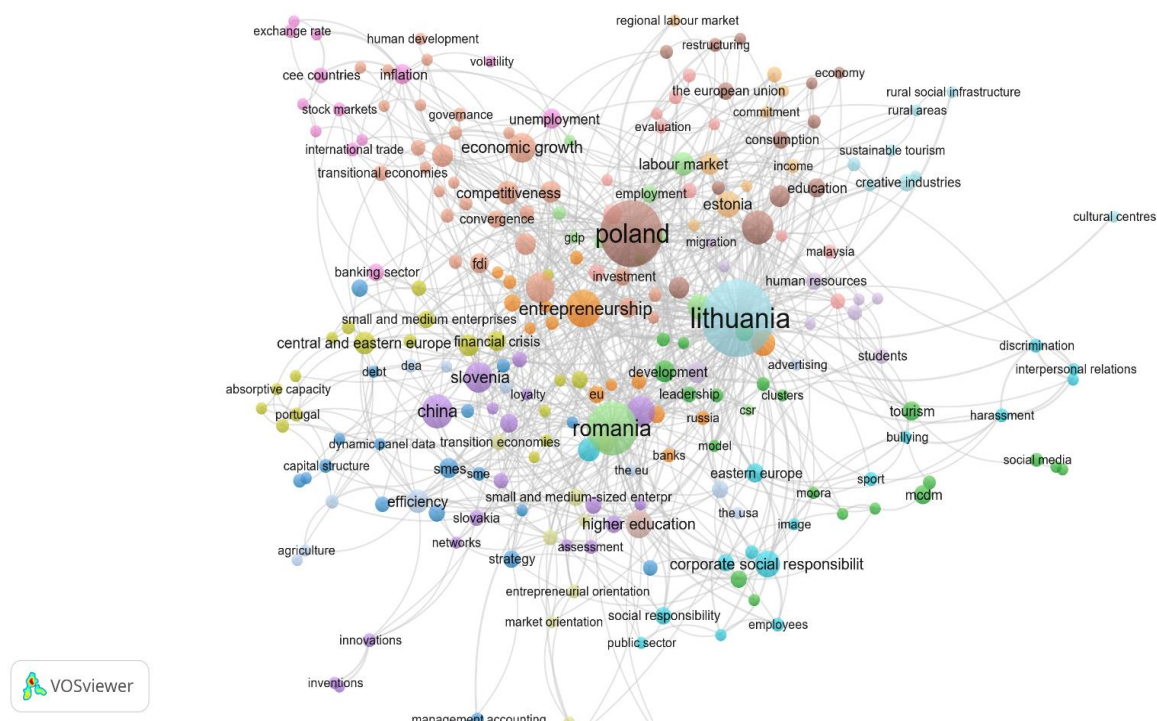 regional labour market
exchange rate
human development
restructuring
volatility
cee countries
inflation
economy
the european union
rural social infrastructure
stock markets
governance
unemployment
commitment
rural areas
evaluation
consumption
international trade
economic growth
labour market
sustainable tourism
transitional economies
income
competitiveness
employment
education
creative industries
convergence
estonia
cultural centres
gdp
poland
migration
malaysia
fdi
banking sector
investment
human resources
entrepreneurship
lithuania
small and medium enterprises
central and eastern europe
financial crisis
discrimination
students
debt
dea
advertising
interpersonal relations
slovenia
development
absorptive capacity
loyalty
eu
leadership
clusters
portugal
china
csr
tourism
harassment
russia
romania
bullying
dynamic panel data
transition economies
model
banks
capital structure
smes
sme
the eu
eastern europe
social media
sport
efficiency
small and medium-sized enterpr
moora
mcdm
the usa
slovakia
higher education
image
networks
assessment
agriculture
strategy
corporate social responsibilit
entrepreneurial orientation
market orientation
social responsibility
employees
innovations
public sector
inventions
VOSviewer
management accounting